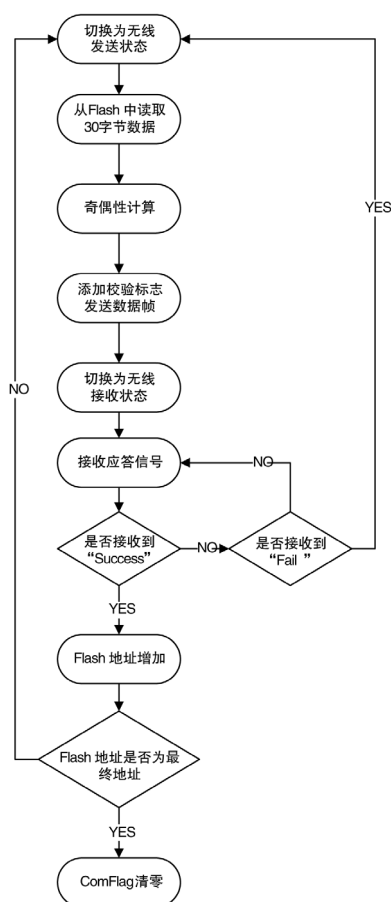 切换为无线
发送状态
从Flash 中读取
30字节数据
YES
奇偶性计算
添加校验标志
发送数据帧
切换为无线
接收状态
NO
接收应答信号
NO
是否接收到
“Success”
NO
是否接收到
“Fail ”
YES
Flash 地址增加
Flash 地址是否为最
终地址
YES
ComFlag清零